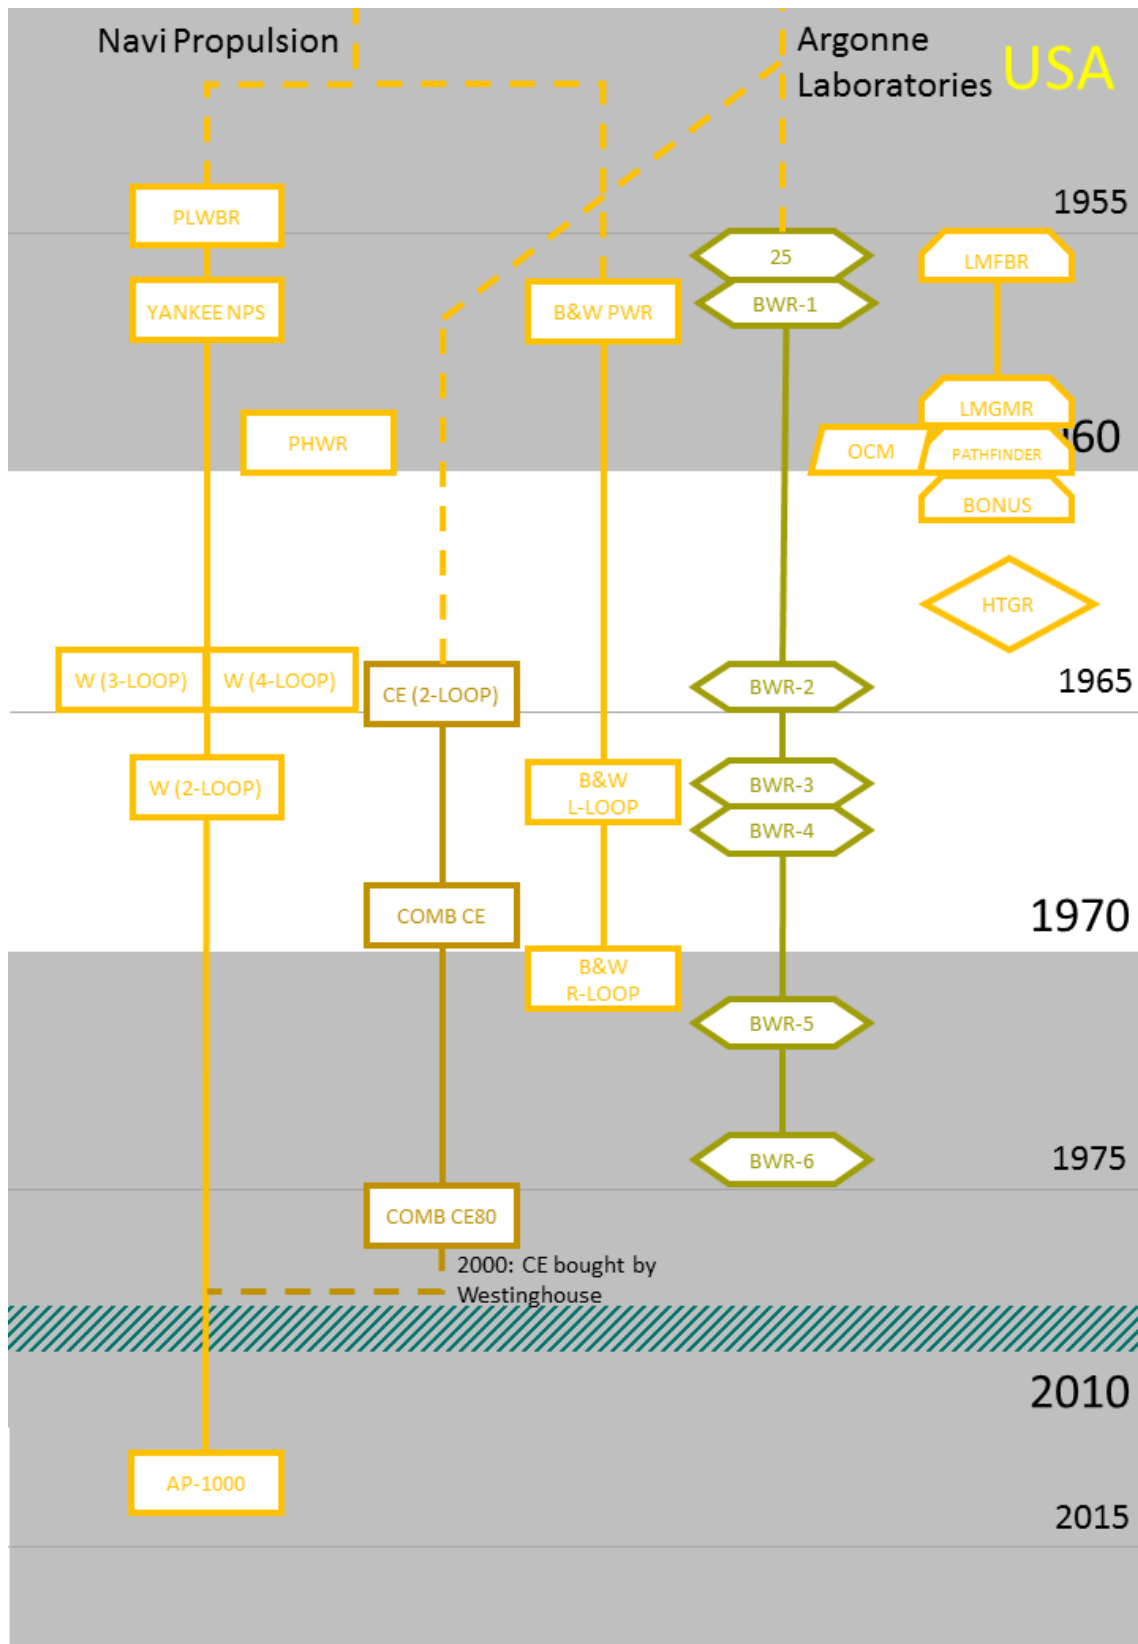 Navi Propulsion
Argonne
Laboratories
USA
PLWBR
1955
25
LMFBR
YANKEE NPS
B&W PWR
BWR-1
PHWR
LMGMR
60
OCM
PATHFINDER
BONUS
HTGR
W (3-LOOP)
W (4-LOOP)
CE (2-LOOP)
BWR-2
1965
W (2-LOOP)
B&W
L-LOOP
BWR-3
BWR-4
COMB CE
1970
B&W
R-LOOP
BWR-5
BWR-6
1975
COMB CE80
2000: CE bought by
Westinghouse
2010
AP-1000
2015